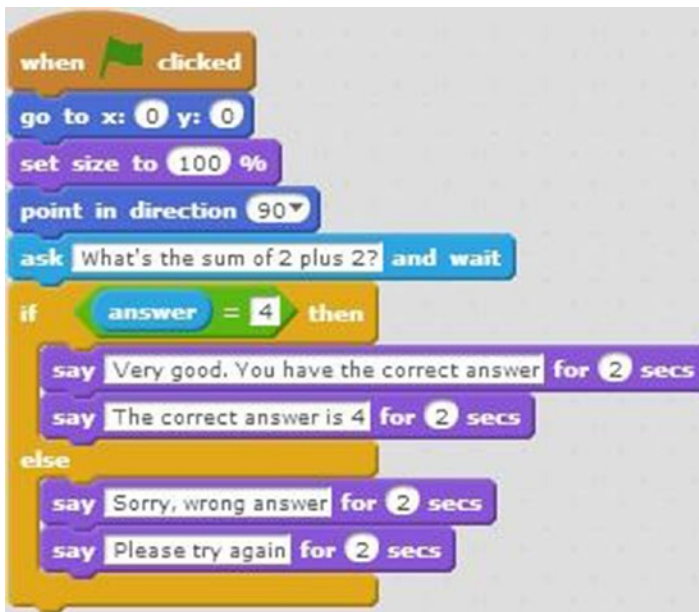 when clicked
go to x: 0 y: 0
set size to 100 %
point in direction 90
ask What's the sum of 2 plus 2? and wait
if answer = 4 then
say Very good. You have the correct answer for 2 secs
say The correct answer is 4 for 2 secs
else
say Sorry, wrong answer for 2 secs
say Please try again for 2 secs